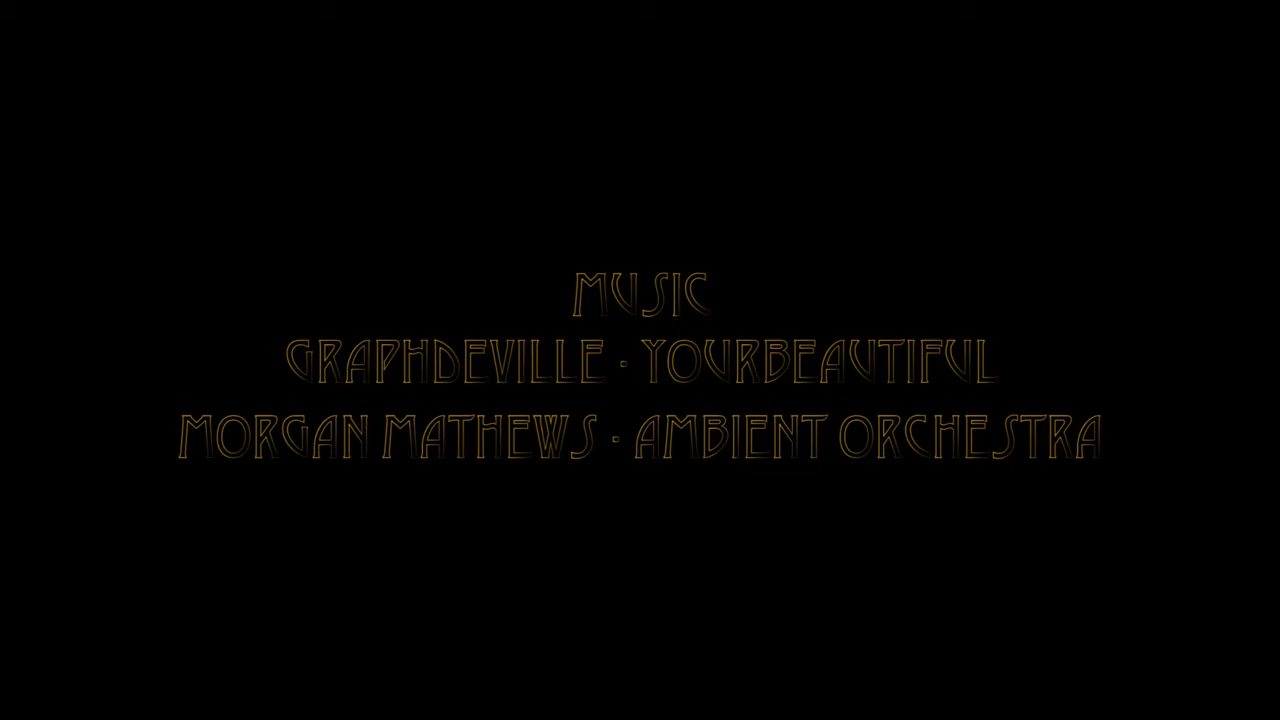 MUSIC
GRAPHDEVILLE · YOURBEAUTIFUL
MORGAN MATHEWS · AMBIENT ORCHESTRA